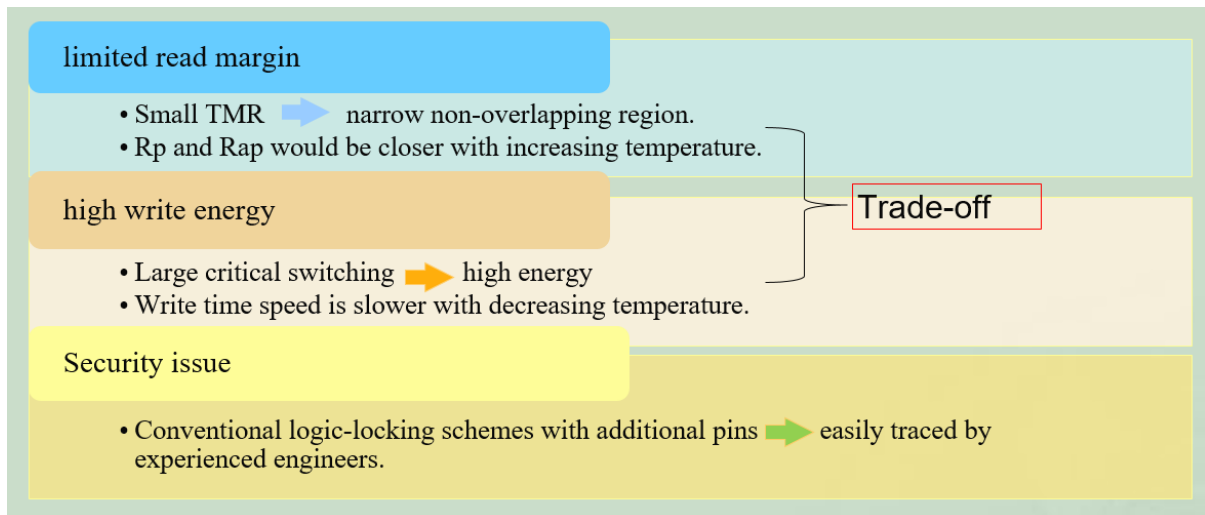 limited read margin
• Small TMR narrow non-overlapping region.
• Rp and Rap would be closer with increasing temperature.
high write energy
Trade-off
• Large critical switching high energy
• Write time speed is slower with decreasing temperature.
Security issue
• Conventional logic-locking schemes with additional pins easily traced by
experienced engineers.